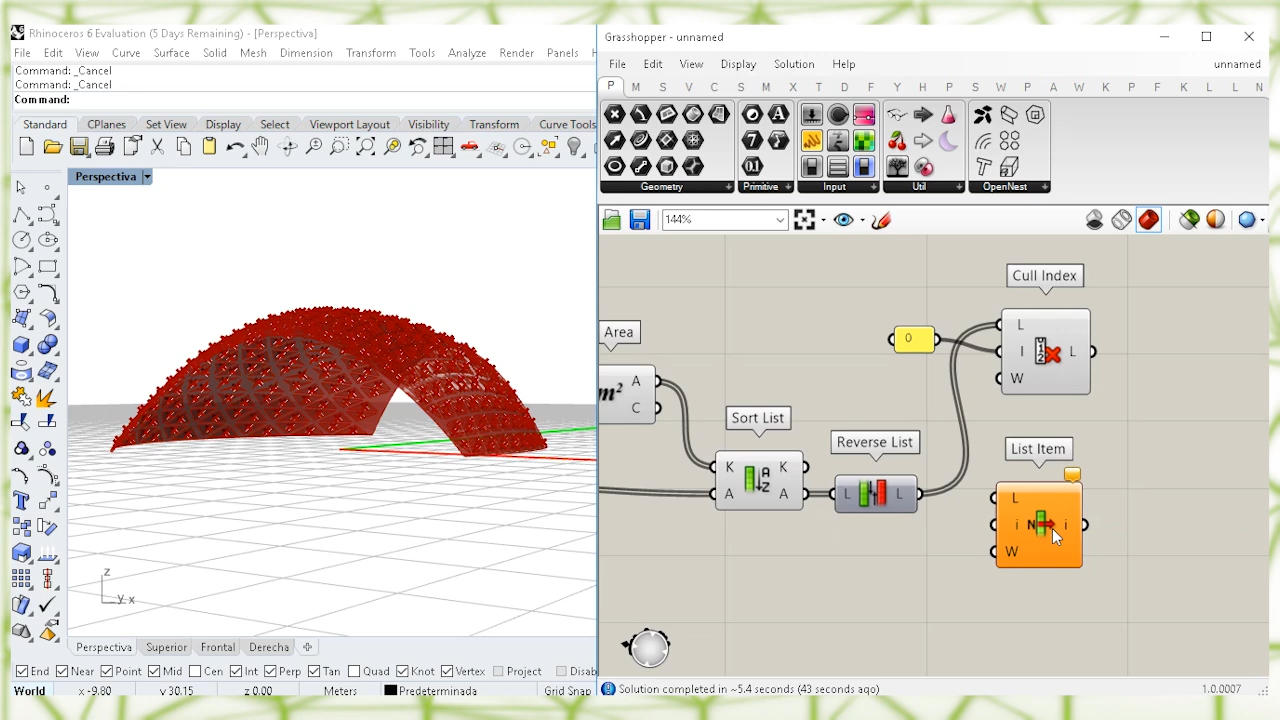 Rhinoceros 6 Evaluation (5 Days Remaining) - [Perspectiva]
File Edit View Curve Surface Solid Mesh Dimension Transform Tools Analyze Render Panels
Command: _Cancel
Command: _Cancel
Command:
Standard CPlanes Set View Display Select Viewport Layout Visibility Transform Curve Tools
Perspectiva
z
y x
Perspectiva Superior Frontal Derecha
End Near Point Mid Cen Int Perp Tan Quad Knot Vertex Project Disab
World x -9.80 y 30.15 z 0.00 Meters Predeterminada Grid Snap
Grasshopper - unnamed
File Edit View Display Solution Help unnamed
P M S V C S M X T D F Y H P S W P A W K P F K L L N
Geometry Primitive Input Util OpenNest
144%
Cull Index
L
I L
W
0
Area
A
C
m²
Sort List
K K
A A
A
Z
Reverse List
L L
List Item
L
i N i
W
Solution completed in ~5.4 seconds (43 seconds ago) 1.0.0007